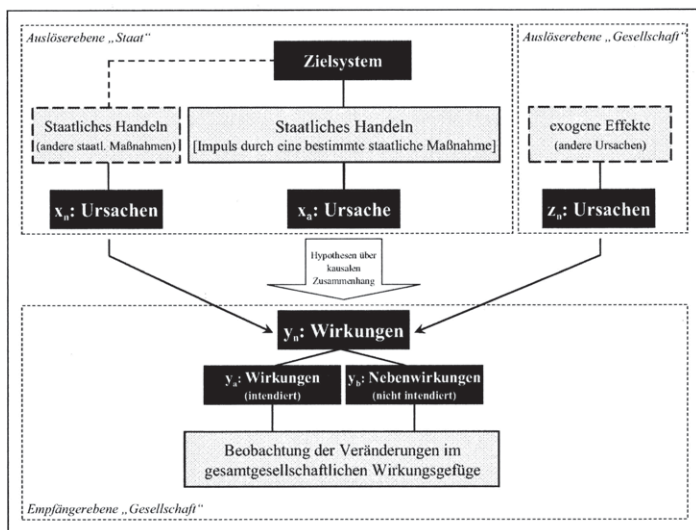 Auslöserebene „Staat“
Auslöserebene „Gesellschaft“
Zielsystem
Staatliches Handeln
(andere staatl. Maßnahmen)
Staatliches Handeln
[Impuls durch eine bestimmte staatliche Maßnahme]
exogene Effekte
(andere Ursachen)
xn: Ursachen
xa: Ursache
zn: Ursachen
Hypothesen über
kausalen
Zusammenhang
yn: Wirkungen
ya: Wirkungen
(intendiert)
yb: Nebenwirkungen
(nicht intendiert)
Beobachtung der Veränderungen im
gesamtgesellschaftlichen Wirkungsgefüge
Empfängerebene „Gesellschaft“